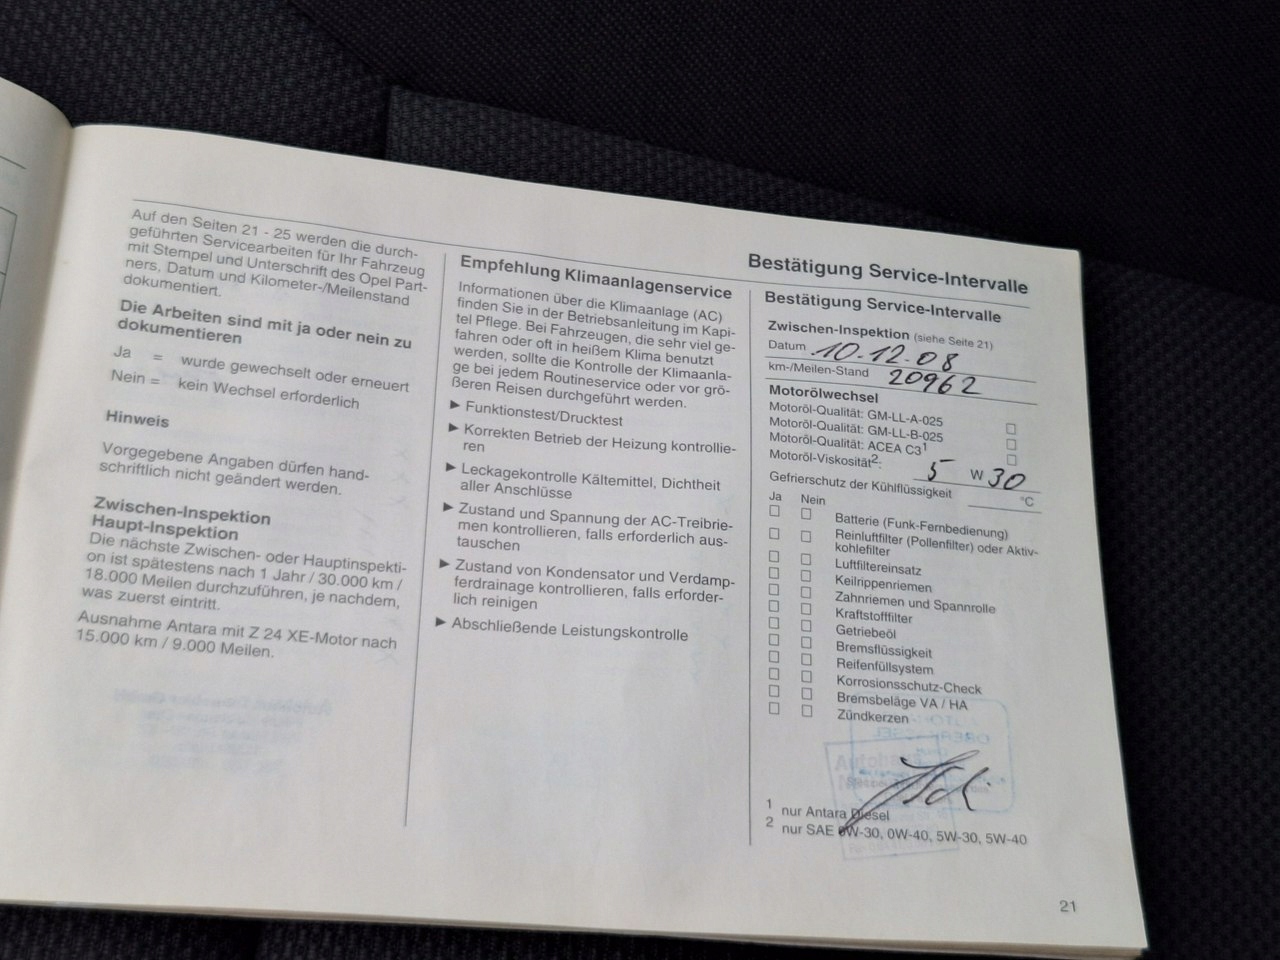 Auf den Seiten 21 - 25 werden die durch-
geführten Servicearbeiten für Ihr Fahrzeug
mit Stempel und Unterschrift des Opel Part-
ners, Datum und Kilometer-/Meilenstand
dokumentiert.
Die Arbeiten sind mit ja oder nein zu
dokumentieren
Ja = wurde gewechselt oder erneuert
Nein = kein Wechsel erforderlich
Hinweis
Vorgegebene Angaben dürfen hand-
schriftlich nicht geändert werden.
Zwischen-Inspektion
Haupt-Inspektion
Die nächste Zwischen- oder Hauptinspekti-
on ist spätestens nach 1 Jahr / 30.000 km /
18.000 Meilen durchzuführen, je nachdem,
was zuerst eintritt.
Ausnahme Antara mit Z 24 XE-Motor nach
15.000 km / 9.000 Meilen.
Empfehlung Klimaanlagenservice
Informationen über die Klimaanlage (AC)
finden Sie in der Betriebsanleitung im Kapi-
tel Pflege. Bei Fahrzeugen, die sehr viel ge-
fahren oder oft in heißem Klima benutzt
werden, sollte die Kontrolle der Klimaanla-
ge bei jedem Routineservice oder vor grö-
ßeren Reisen durchgeführt werden.
► Funktionstest/Drucktest
► Korrekten Betrieb der Heizung kontrollie-
ren
► Leckagekontrolle Kältemittel, Dichtheit
aller Anschlüsse
► Zustand und Spannung der AC-Treibrie-
men kontrollieren, falls erforderlich aus-
tauschen
► Zustand von Kondensator und Verdamp-
ferdrainage kontrollieren, falls erforder-
lich reinigen
► Abschließende Leistungskontrolle
Bestätigung Service-Intervalle
Bestätigung Service-Intervalle
Zwischen-Inspektion (siehe Seite 21)
Datum 10.12.08
km-/Meilen-Stand 20962
Motorölwechsel
Motoröl-Qualität: GM-LL-A-025 □
Motoröl-Qualität: GM-LL-B-025 □
Motoröl-Qualität: ACEA C3¹ □
Motoröl-Viskosität²: 5 W 30
Gefrierschutz der Kühlflüssigkeit °C
Ja Nein
□ □ Batterie (Funk-Fernbedienung)
□ □ Reinluftfilter (Pollenfilter) oder Aktiv-
kohlefilter
□ □ Luftfiltereinsatz
□ □ Keilrippenriemen
□ □ Zahnriemen und Spannrolle
□ □ Kraftstofffilter
□ □ Getriebeöl
□ □ Bremsflüssigkeit
□ □ Reifenfüllsystem
□ □ Korrosionsschutz-Check
□ □ Bremsbeläge VA / HA
□ □ Zündkerzen
1 nur Antara Diesel
2 nur SAE 0W-30, 0W-40, 5W-30, 5W-40
21